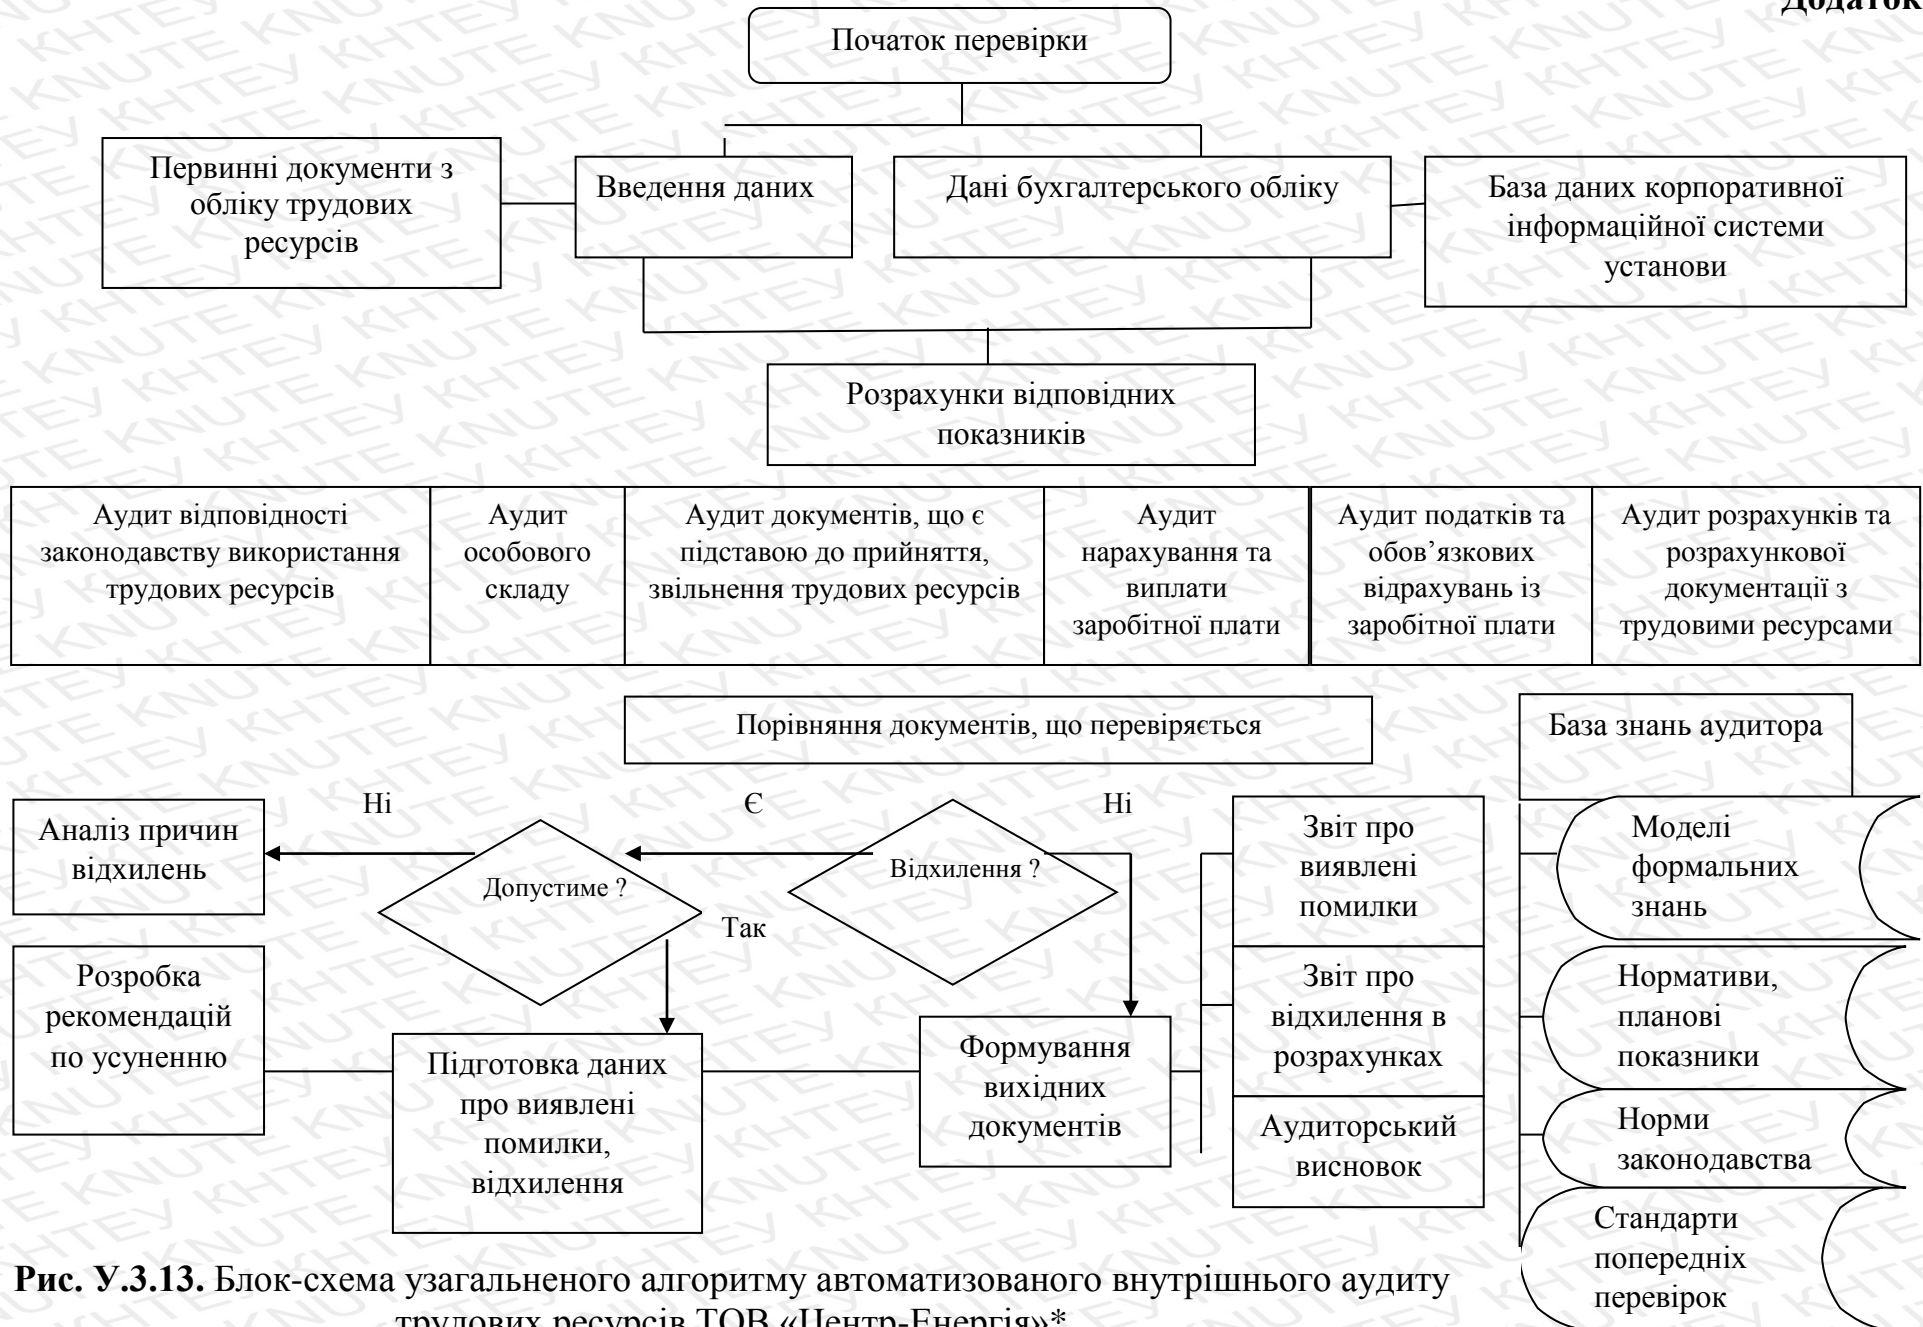 Додаток
Початок перевірки
Первинні документи з
обліку трудових
ресурсів
Введення даних
Дані бухгалтерського обліку
База даних корпоративної
інформаційної системи
установи
Розрахунки відповідних
показників
Аудит відповідності
законодавству використання
трудових ресурсів
Аудит
особового
складу
Аудит документів, що є
підставою до прийняття,
звільнення трудових ресурсів
Аудит
нарахування та
виплати
заробітної плати
Аудит податків та
обов’язкових
відрахувань із
заробітної плати
Аудит розрахунків та
розрахункової
документації з
трудовими ресурсами
Порівняння документів, що перевіряється
База знань аудитора
Ні
Є
Ні
Аналіз причин
відхилень
Допустиме ?
Відхилення ?
Так
Звіт про
виявлені
помилки
Моделі
формальних
знань
Розробка
рекомендацій
по усуненню
Підготовка даних
про виявлені
помилки,
відхилення
Формування
вихідних
документів
Звіт про
відхилення в
розрахунках
Аудиторський
висновок
Нормативи,
планові
показники
Норми
законодавства
Стандарти
попередніх
перевірок
Рис. У.3.13. Блок-схема узагальненого алгоритму автоматизованого внутрішнього аудиту
трудових ресурсів ТОВ «Центр-Енергія»*